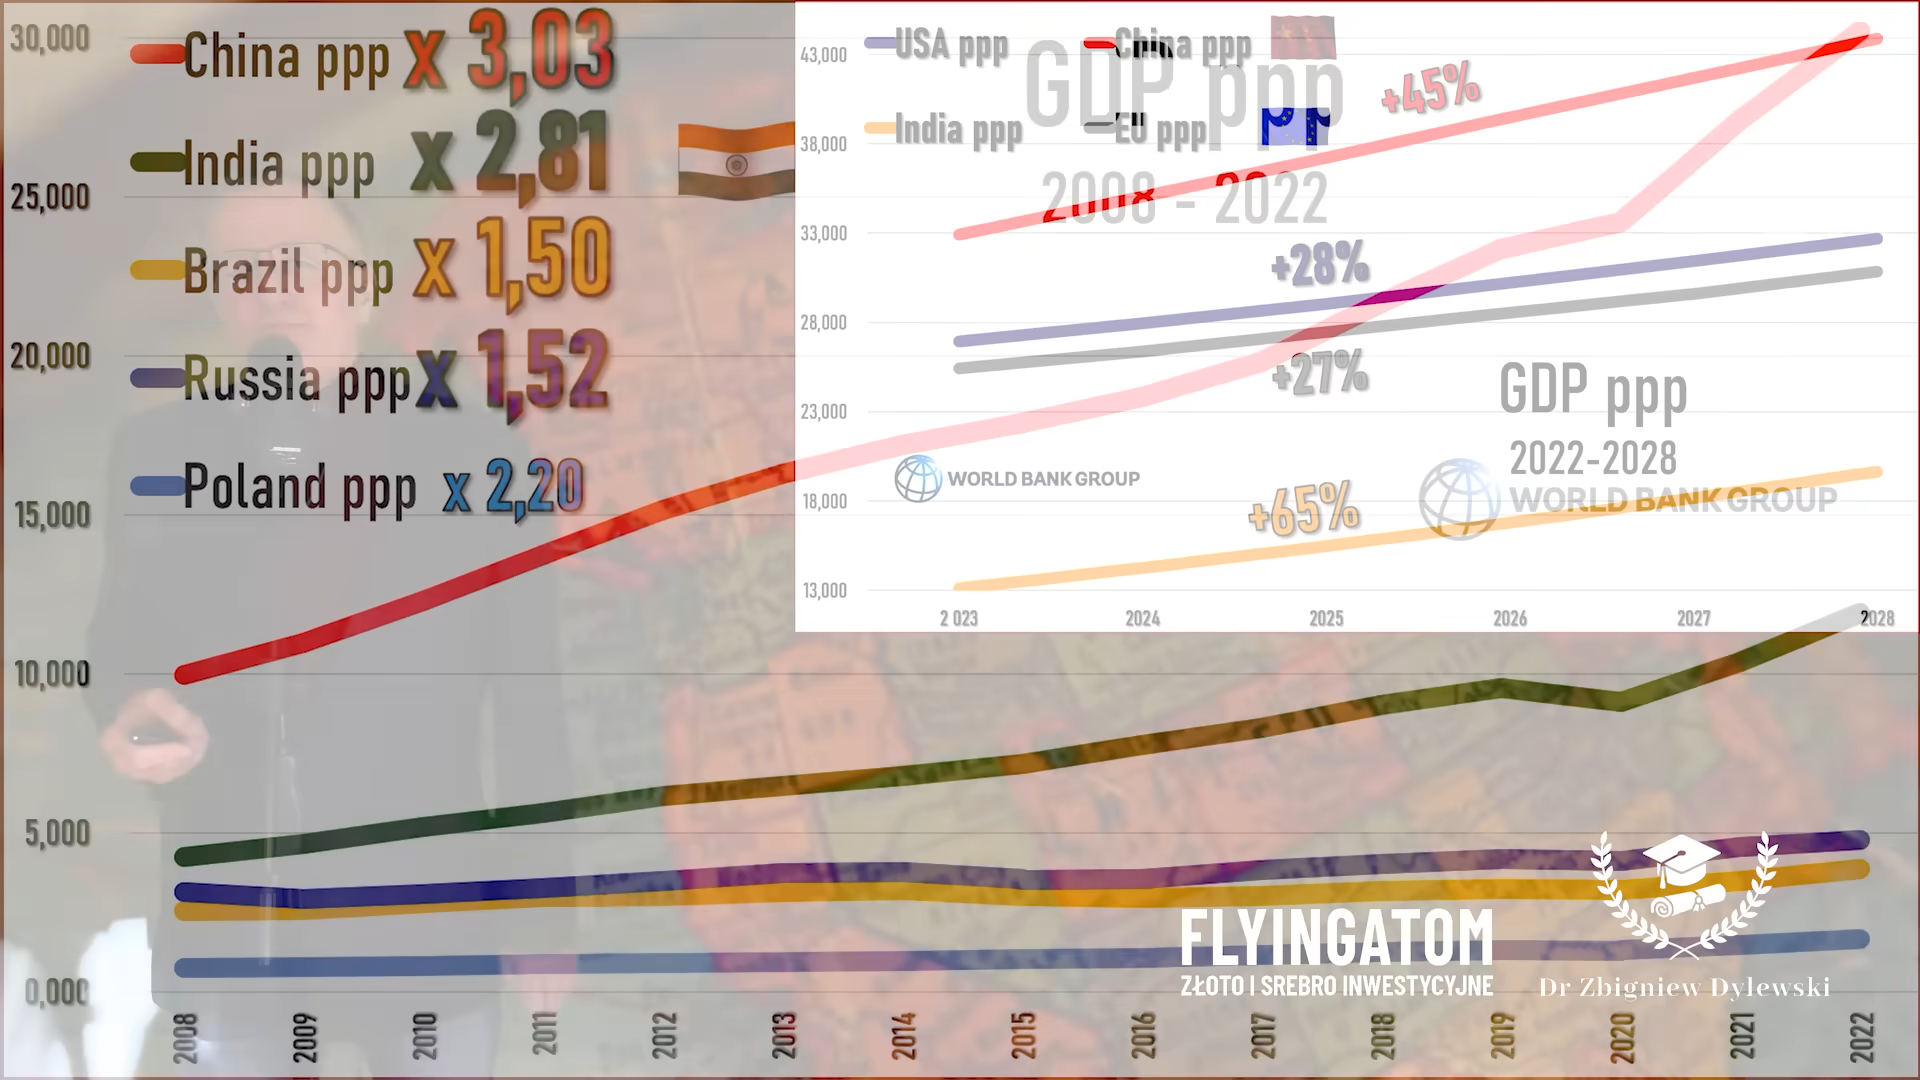 30,000
25,000
20,000
15,000
10,000
5,000
0,000
China ppp x 3,03
India ppp x 2,81
Brazil ppp x 1,50
Russia ppp x 1,52
Poland ppp x 2,20
GDP ppp
2008 - 2022
WORLD BANK GROUP
USA ppp
China ppp
India ppp
EU ppp
43,000
38,000
33,000
28,000
23,000
18,000
13,000
+45%
+28%
+27%
+65%
GDP ppp
2022-2028
WORLD BANK GROUP
2 023
2024
2025
2026
2027
2028
FLYINGATOM
ZŁOTO I SREBRO INWESTYCYJNE
Dr Zbigniew Dylewski
2008
2009
2010
2011
2012
2013
2014
2015
2016
2017
2018
2019
2020
2021
2022